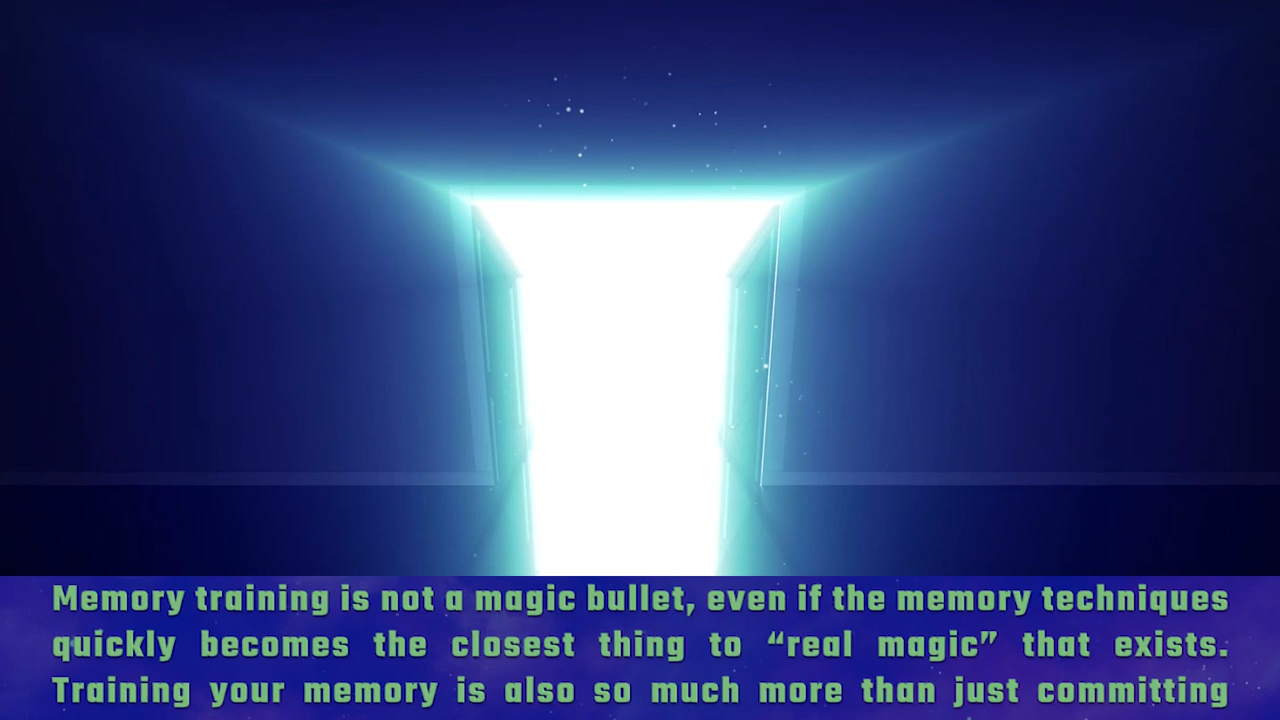 Memory training is not a magic bullet, even if the memory techniques
quickly becomes the closest thing to “real magic” that exists.
Training your memory is also so much more than just committing